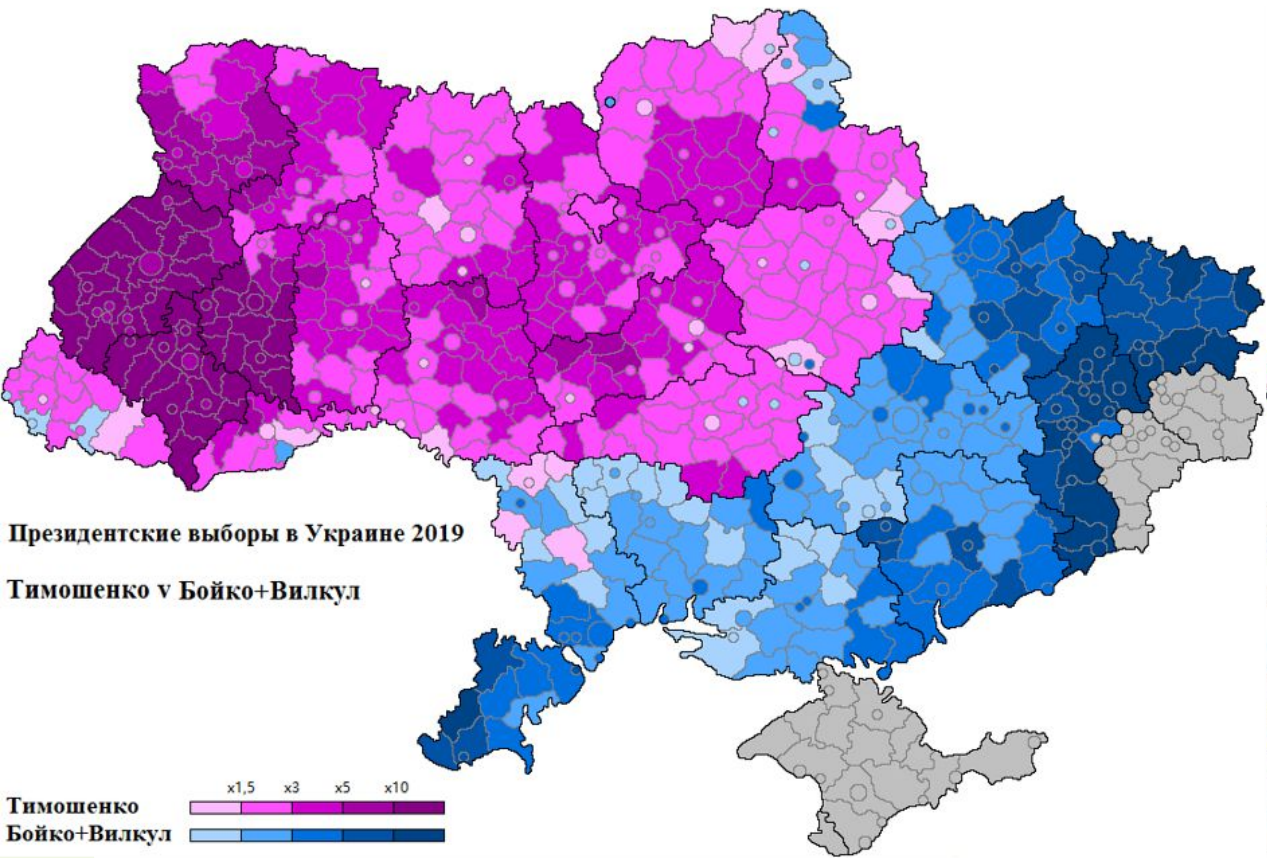 Президентские выборы в Украине 2019
Тимошенко v Бойко+Вилкул
x1,5 x3 x5 x10
Тимошенко
Бойко+Вилкул